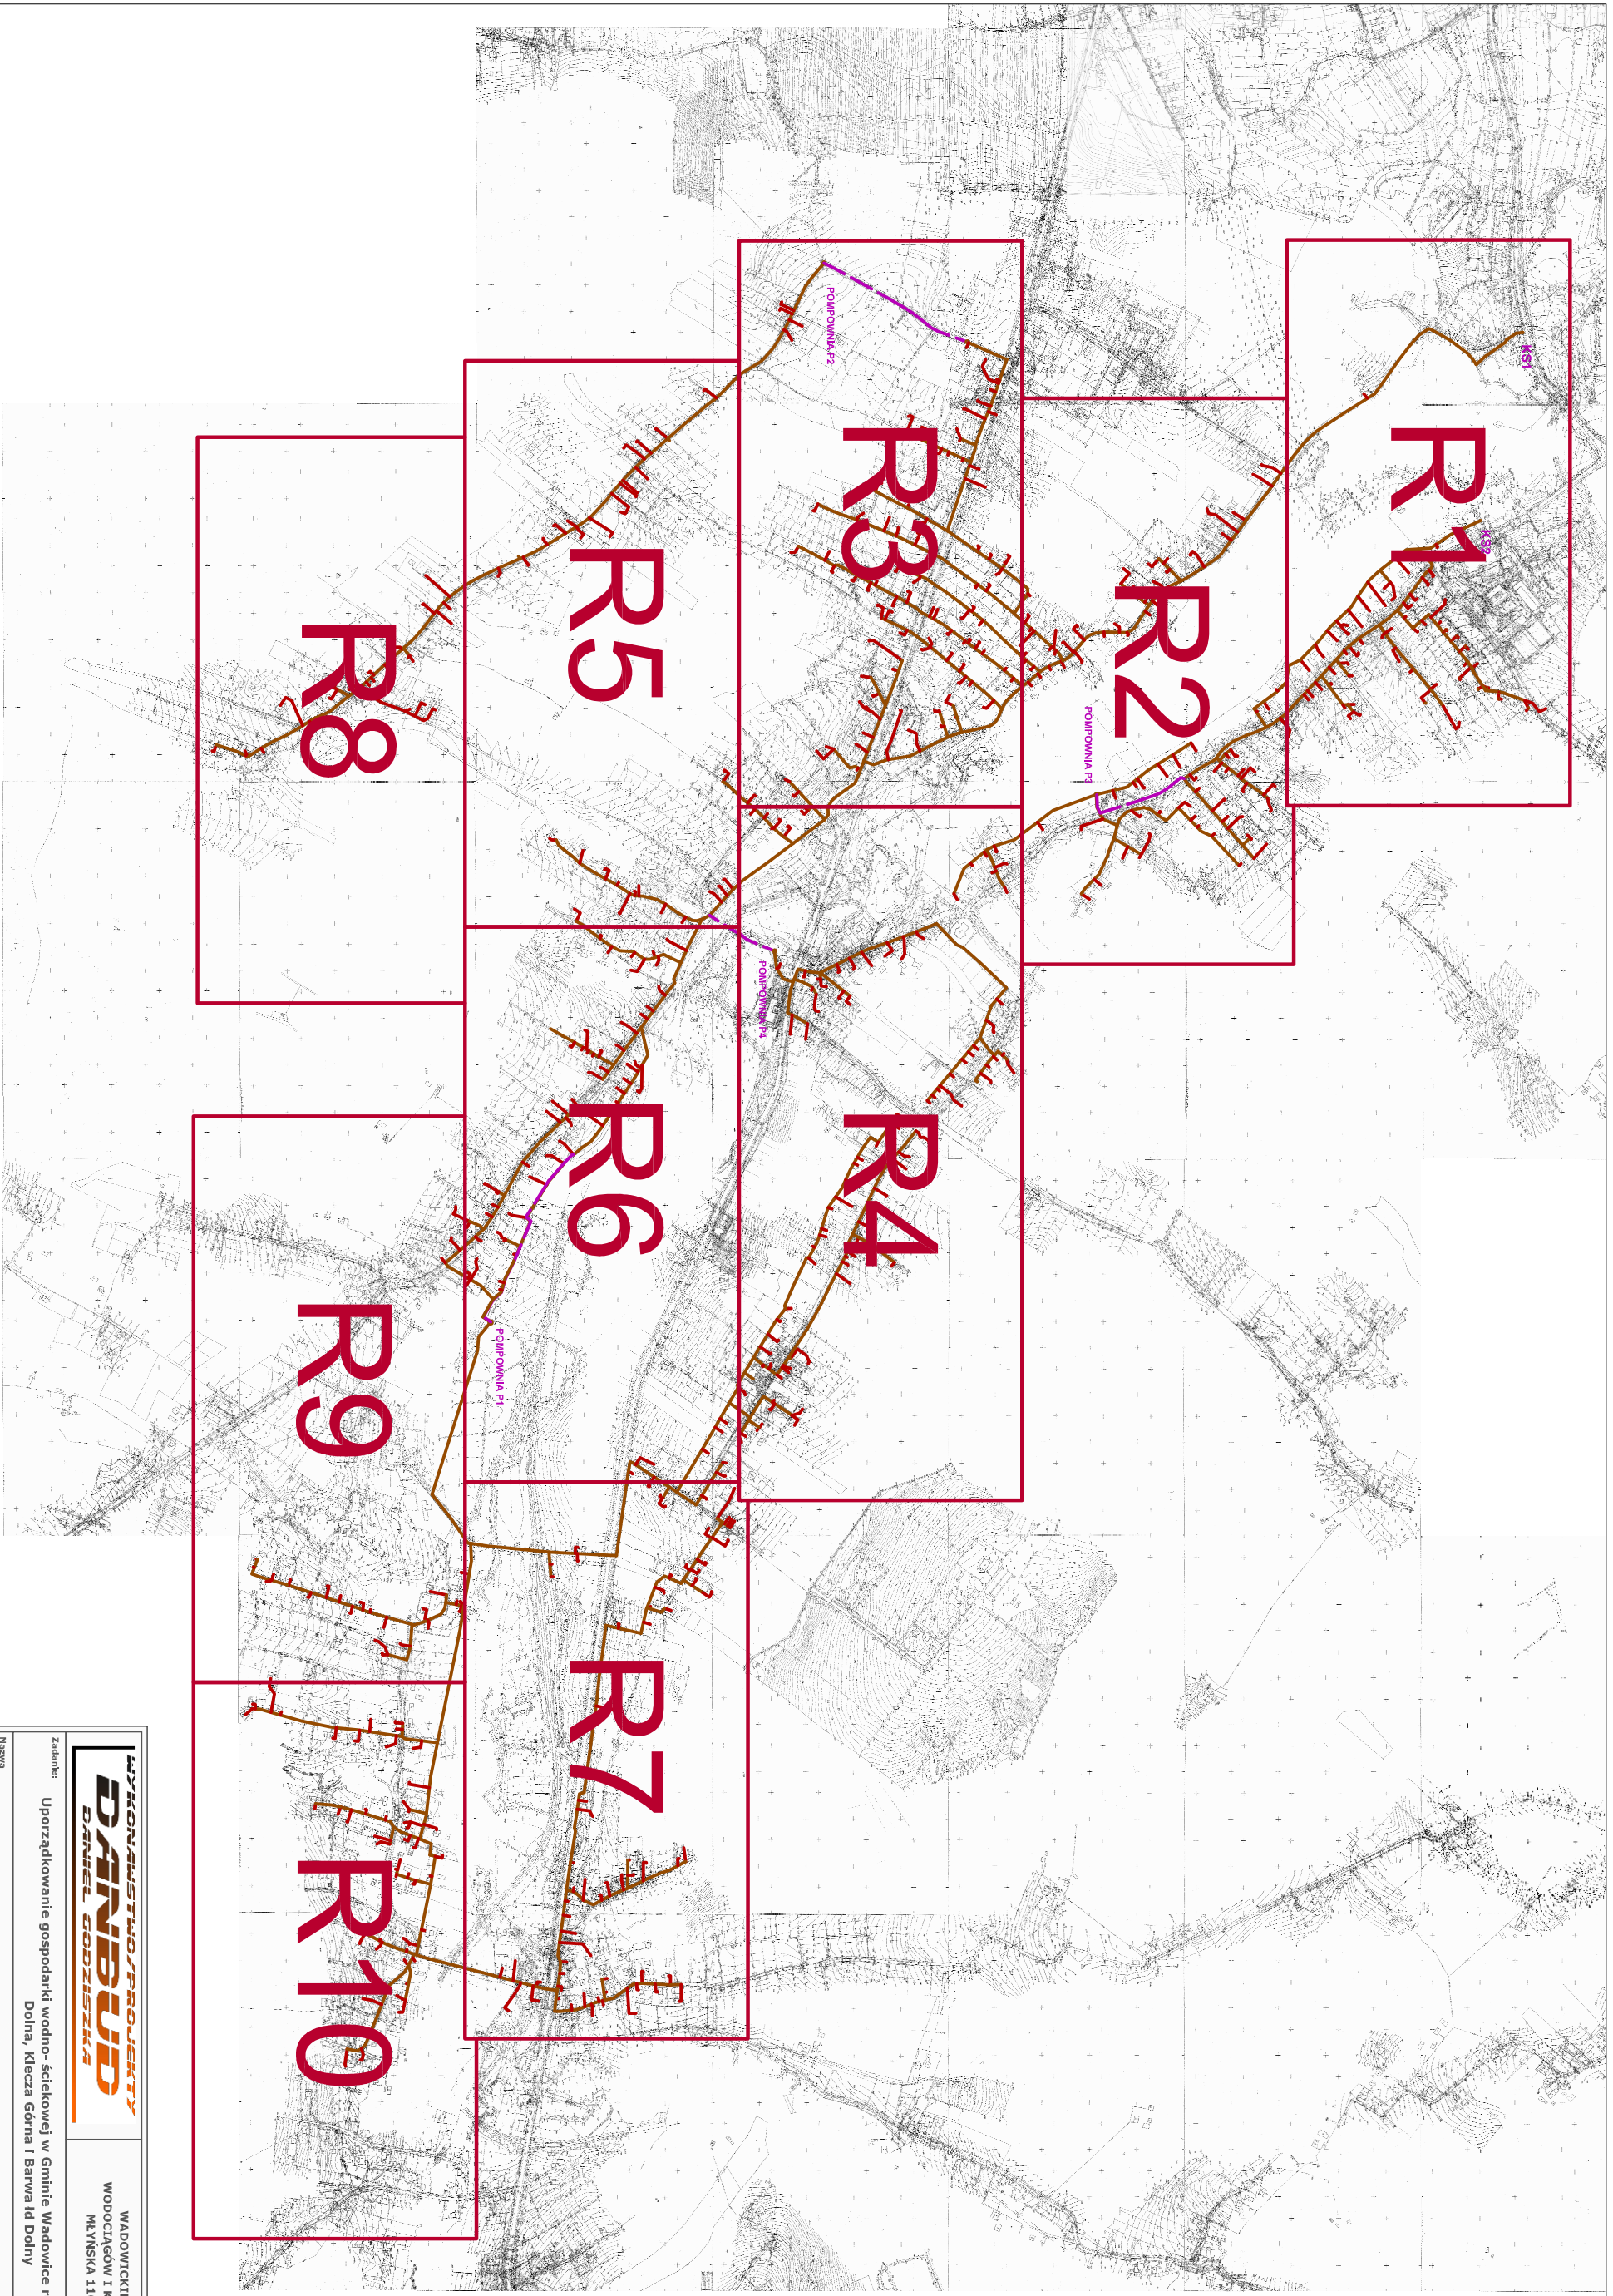 KS1
R1
KS2
R2
POMPOWNIA P3
R3
POMPOWNIA P2
R4
POMPOWNIA P4
R5
R6
POMPOWNIA P1
R7
R8
R9
R10
WYKONAWSTWO/PROJEKTY
DANBUD
DANIEL GODZISZKA
WADOWICKI
WODOCIĄGÓW I K
MŁYŃSKA 11
Zadanie:
Uporządkowanie gospodarki wodno- ściekowej w Gminie Wadowice
Dolna, Klecza Górna i Barwałd Dolny
Nazwa